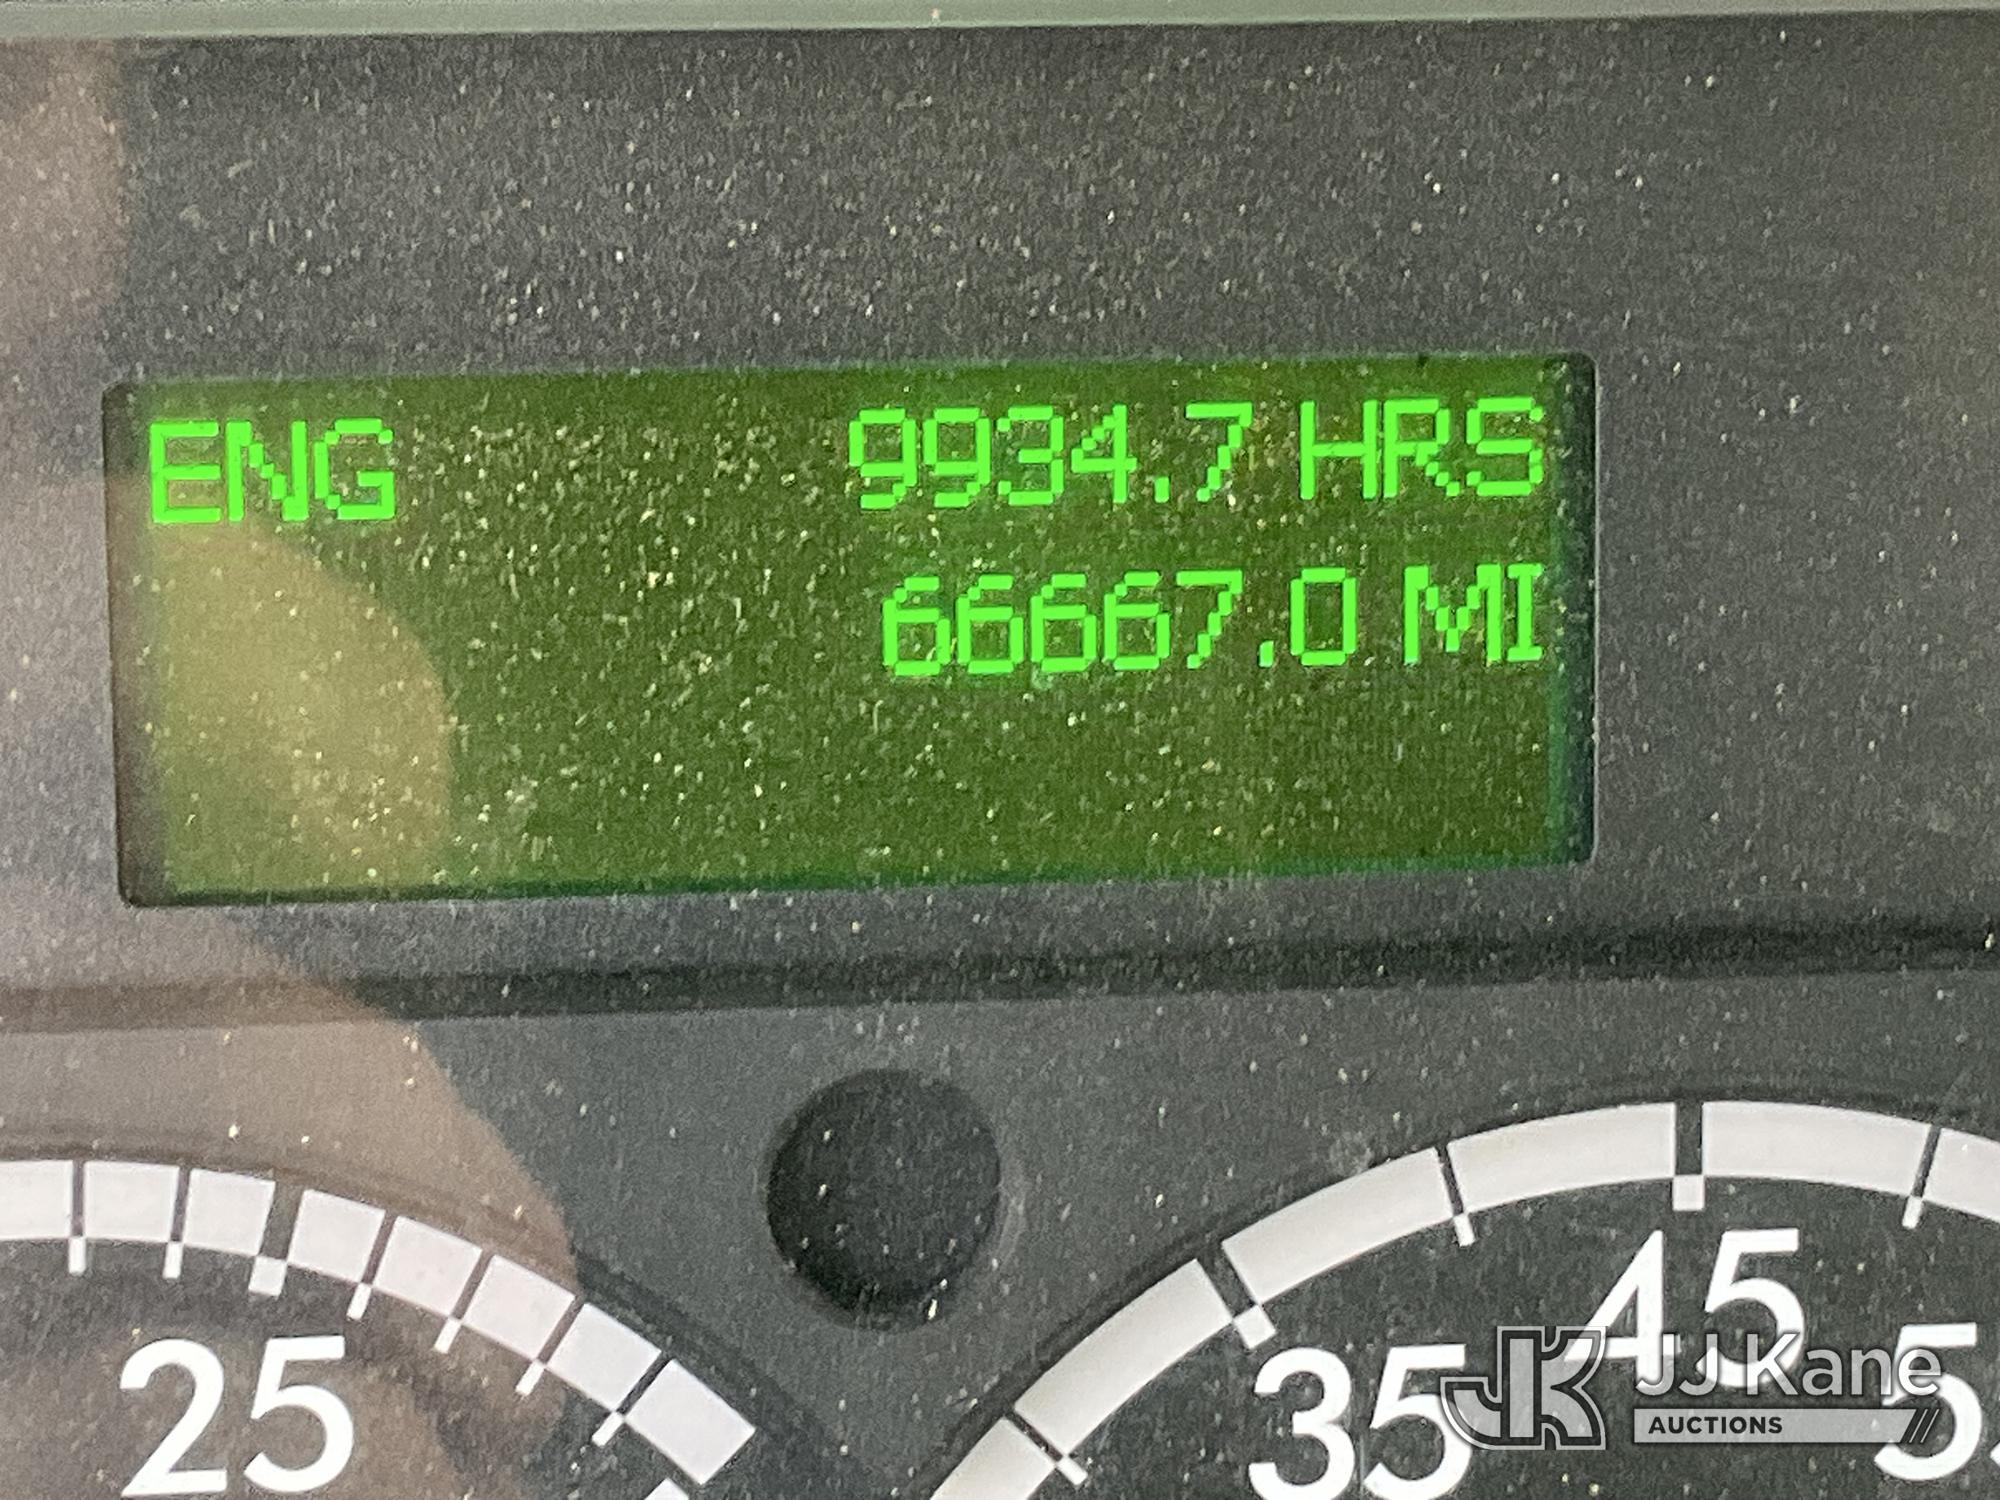 ENG 9934.7 HRS
66667.0 MI
25
35
45
JJ Kane
AUCTIONS